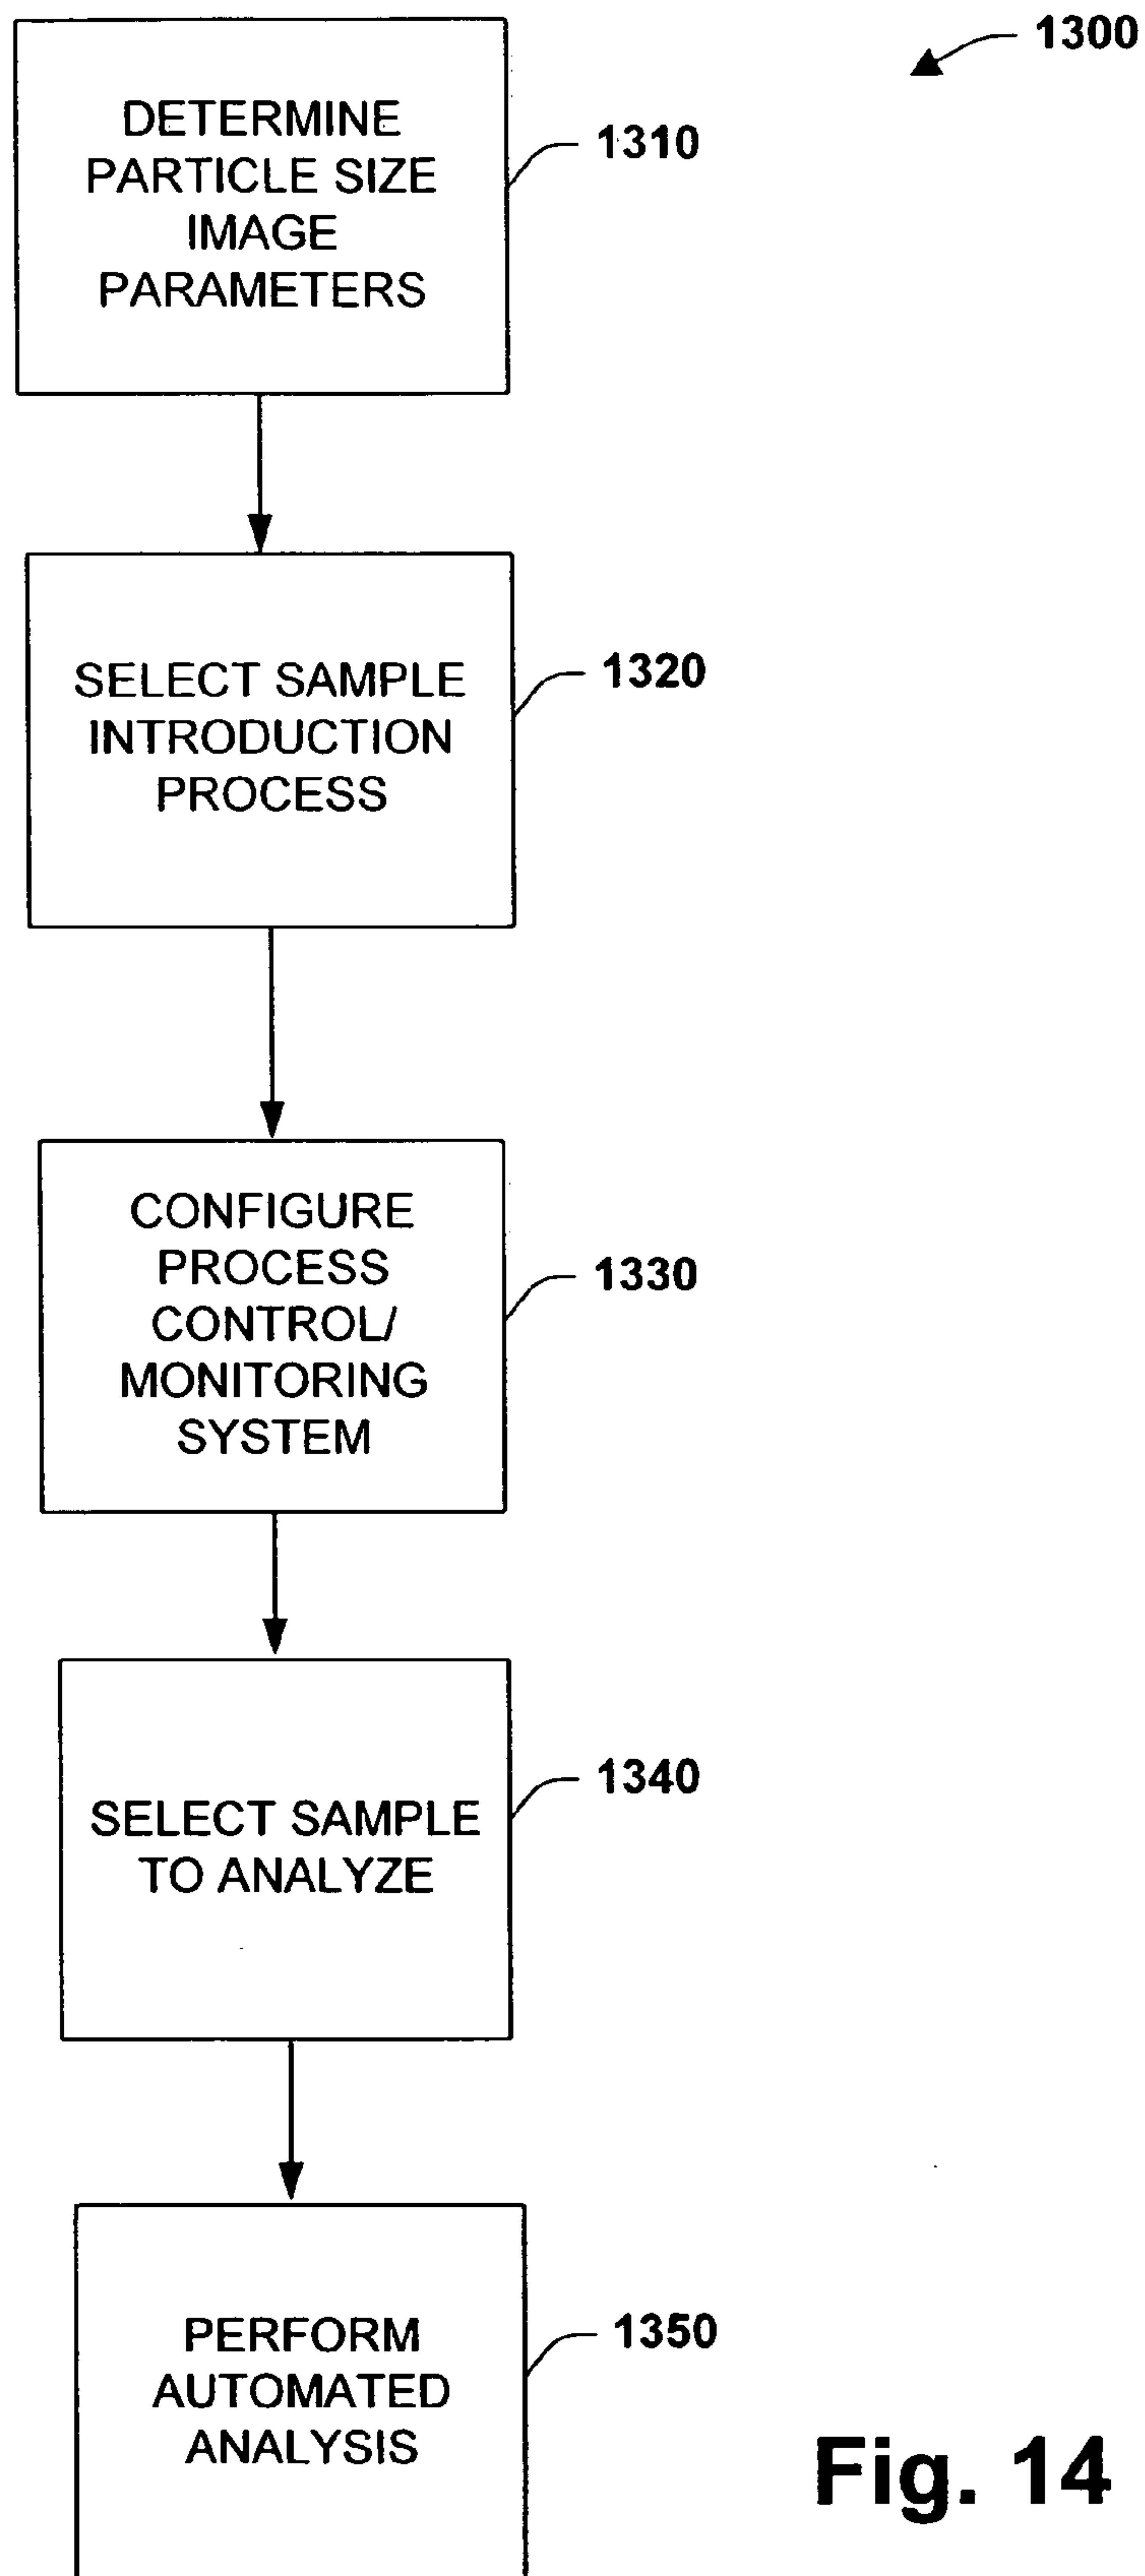 1300
DETERMINE
PARTICLE SIZE
IMAGE
PARAMETERS
1310
SELECT SAMPLE
INTRODUCTION
PROCESS
1320
CONFIGURE
PROCESS
CONTROL/
MONITORING
SYSTEM
1330
SELECT SAMPLE
TO ANALYZE
1340
PERFORM
AUTOMATED
ANALYSIS
1350
Fig. 14